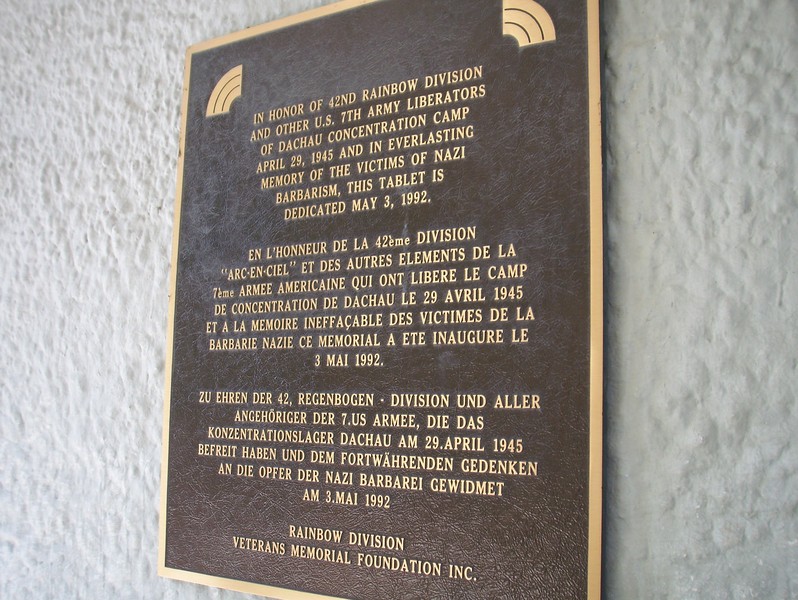 IN HONOR OF 42ND RAINBOW DIVISION
AND OTHER U.S. 7TH ARMY LIBERATORS
OF DACHAU CONCENTRATION CAMP
APRIL 29, 1945 AND IN EVERLASTING
MEMORY OF THE VICTIMS OF NAZI
BARBARISM, THIS TABLET IS
DEDICATED MAY 3, 1992.
EN L'HONNEUR DE LA 42ème DIVISION
"ARC-EN-CIEL" ET DES AUTRES ELEMENTS DE LA
7ème ARMEE AMERICAINE QUI ONT LIBERE LE CAMP
DE CONCENTRATION DE DACHAU LE 29 AVRIL 1945
ET A LA MEMOIRE INEFFAÇABLE DES VICTIMES DE LA
BARBARIE NAZIE CE MEMORIAL A ETE INAUGURE LE
3 MAI 1992.
ZU EHREN DER 42, REGENBOGEN - DIVISION UND ALLER
ANGEHÖRIGER DER 7.US ARMEE, DIE DAS
KONZENTRATIONSLAGER DACHAU AM 29.APRIL 1945
BEFREIT HABEN UND DEM FORTWÄHRENDEN GEDENKEN
AN DIE OPFER DER NAZI BARBAREI GEWIDMET
AM 3.MAI 1992
RAINBOW DIVISION
VETERANS MEMORIAL FOUNDATION INC.